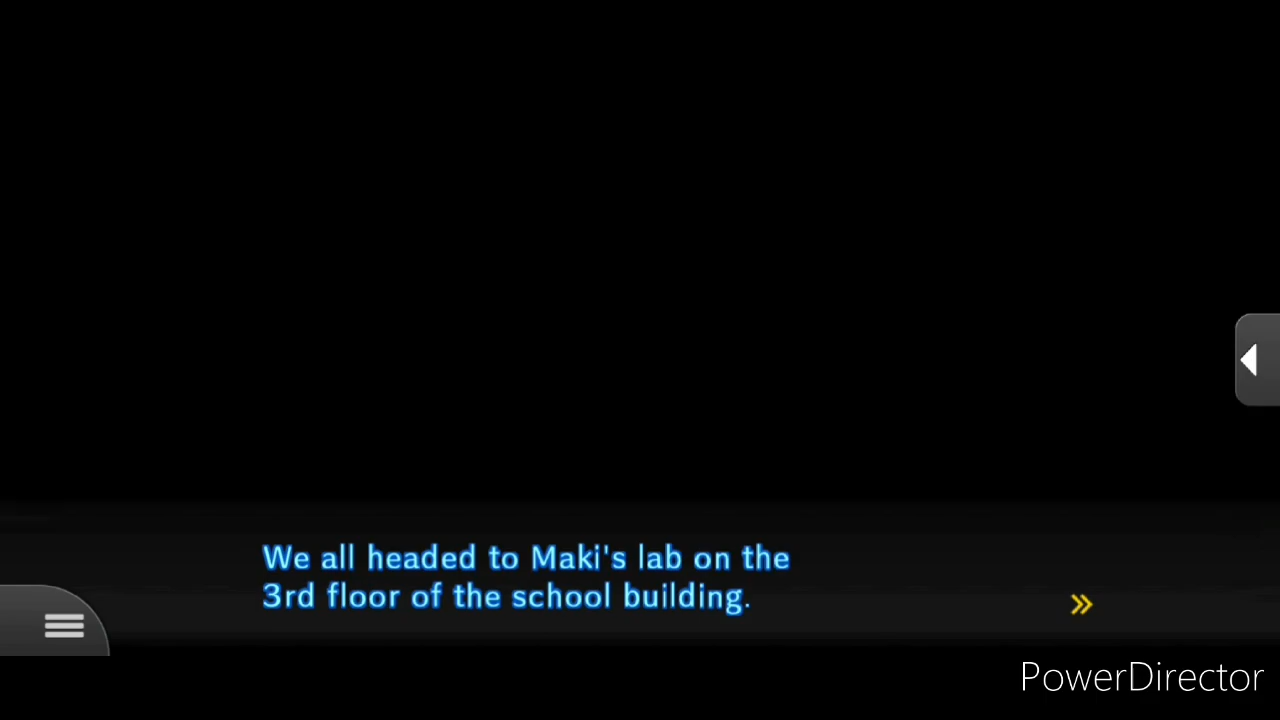 We all headed to Maki's lab on the
3rd floor of the school building.
PowerDirector